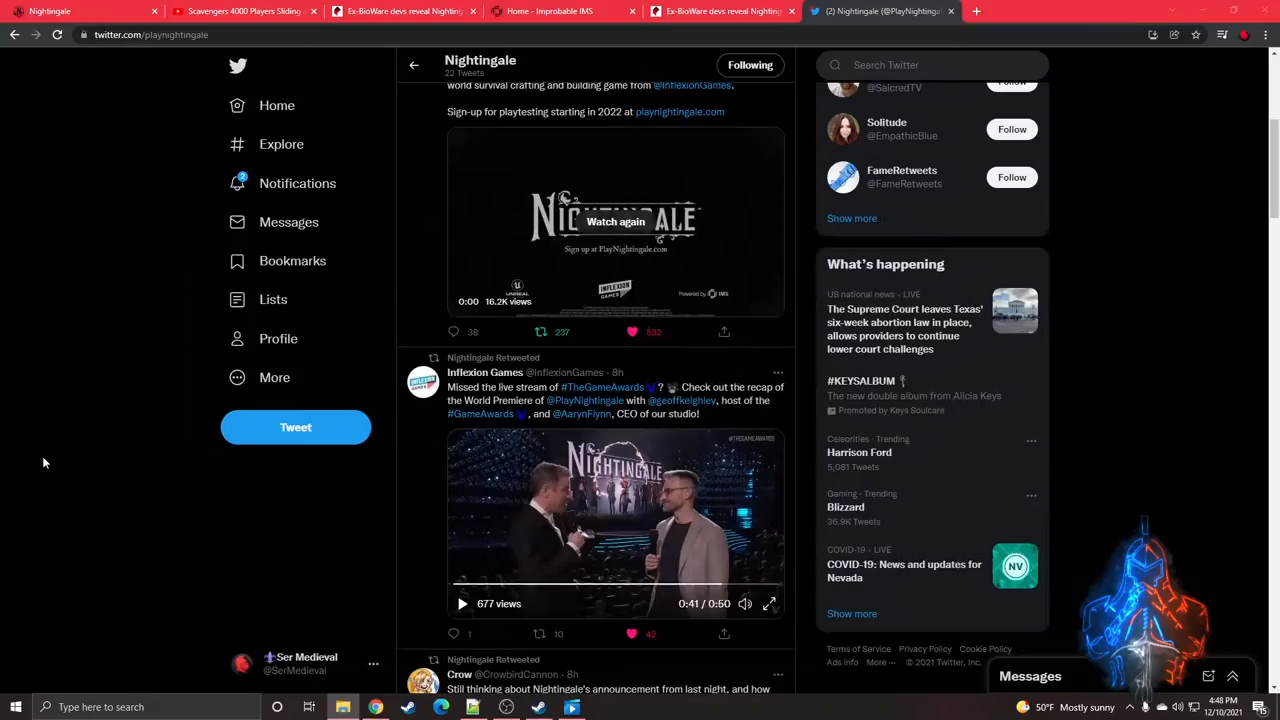 Nightingale
Scavengers 4000 Players Sliding
Ex-BioWare devs reveal Nighting
Home - Improbable IMS
Ex-BioWare devs reveal Nighting
(2) Nightingale (@PlayNightinga
twitter.com/playnightingale
Nightingale
22 Tweets
Following
Home
Explore
2
Notifications
Messages
Bookmarks
Lists
Profile
More
Tweet
Ser Medieval
@SerMedieval
world survival crafting and building game from @InflexionGames.
Sign-up for playtesting starting in 2022 at playnightingale.com
NIGHTINGALE
Watch again
Sign up at PlayNightingale.com
UNREAL
INFLEXION
GAMES
Powered by IMS
0:00 16.2K views
38 237 532
Nightingale Retweeted
Inflexion Games @InflexionGames · 8h
Missed the live stream of #TheGameAwards ? Check out the recap
of the World Premiere of @PlayNightingale with @geoffkeighley, host of the
#GameAwards , and @AarynFlynn, CEO of our studio!
#THEGAMEAWARDS
NIGHTINGALE
677 views
0:41 / 0:50
1 10 42
Nightingale Retweeted
Crow @CrowbirdCannon · 8h
Still thinking about Nightingale's announcement from last night, and how
Search Twitter
@SalcredTV
Follow
Solitude
@EmpathicBlue
Follow
FameRetweets
@FameRetweets
Follow
Show more
What's happening
US national news · LIVE
The Supreme Court leaves Texas'
six-week abortion law in place,
allows providers to continue
lower court challenges
#KEYSALBUM
The new double album from Alicia Keys
Promoted by Keys Soulcare
Celebrities · Trending
Harrison Ford
5,081 Tweets
Gaming · Trending
Blizzard
36.9K Tweets
COVID-19 · LIVE
COVID-19: News and updates for
Nevada
NV
Show more
Terms of Service Privacy Policy Cookie Policy
Ads info More ··· © 2021 Twitter, Inc.
Messages
Type here to search
50°F Mostly sunny
4:48 PM
12/10/2021
15